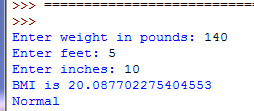 >>> ============================
>>>
Enter weight in pounds: 140
Enter feet: 5
Enter inches: 10
BMI is 20.087702275404553
Normal